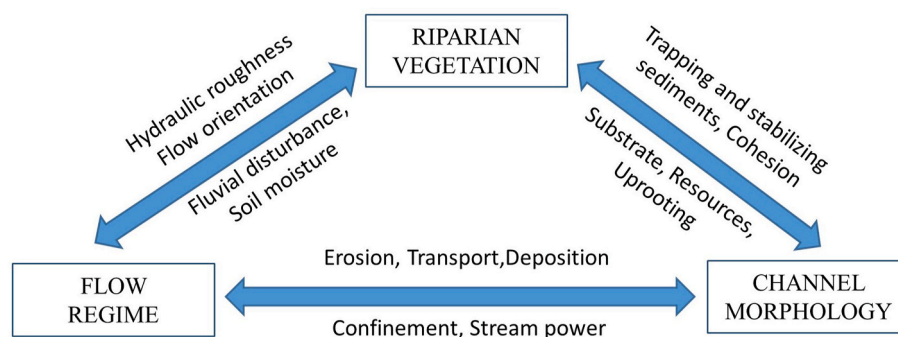 RIPARIAN
VEGETATION
Hydraulic roughness
Flow orientation
Fluvial disturbance,
Soil moisture
Trapping and stabilizing
sediments, Cohesion
Substrate, Resources,
Uprooting
FLOW
REGIME
Erosion, Transport,Deposition
Confinement, Stream power
CHANNEL
MORPHOLOGY